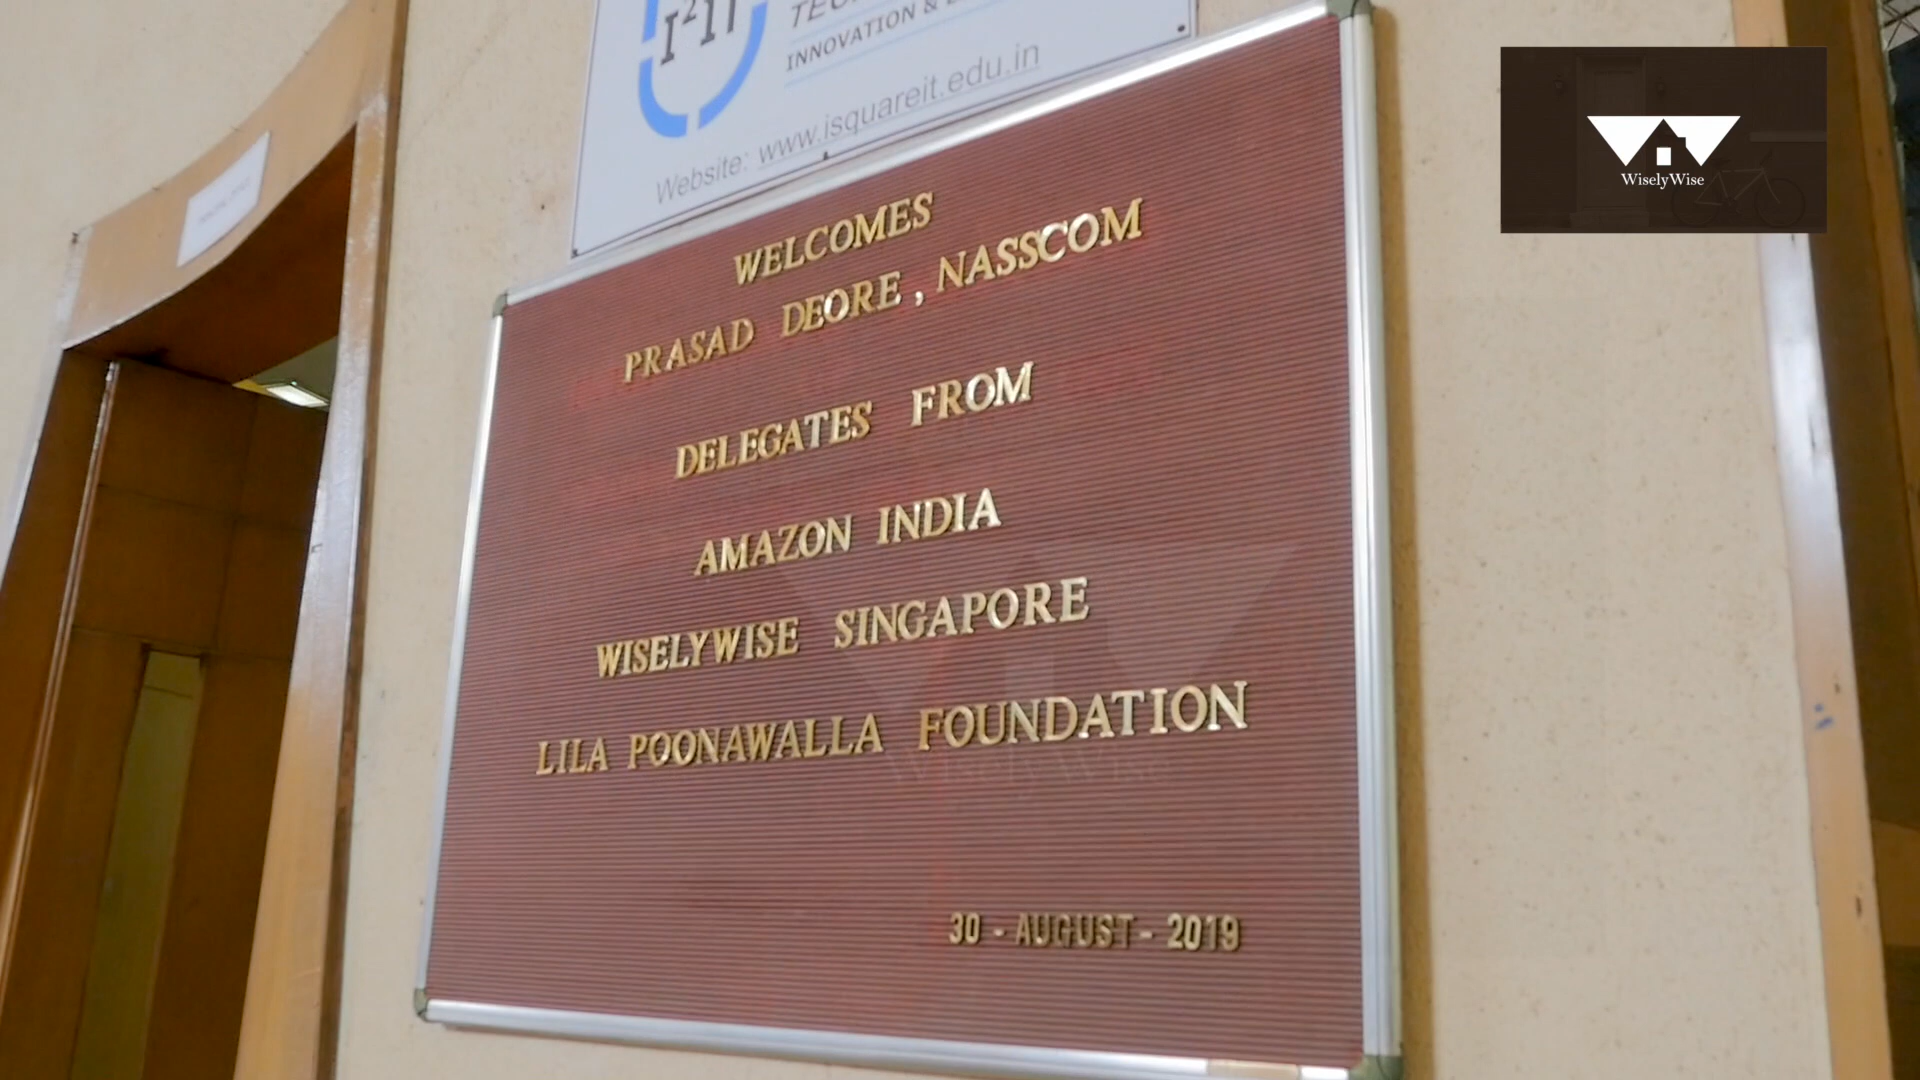 INNOVATION &
Website: www.isquareit.edu.in
WELCOMES
PRASAD DEORE, NASSCOM
DELEGATES FROM
AMAZON INDIA
WISELYWISE SINGAPORE
LILA POONAWALLA FOUNDATION
30 - AUGUST - 2019
WiselyWise
WiselyWise